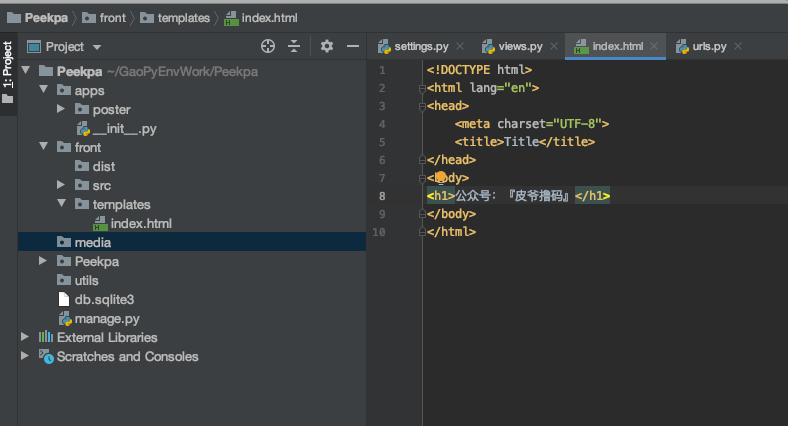 Peekpa front templates index.html
1: Project
Project
settings.py views.py index.html urls.py
Peekpa ~/GaoPyEnvWork/Peekpa
apps
poster
__init__.py
front
dist
src
templates
index.html
media
Peekpa
utils
db.sqlite3
manage.py
External Libraries
Scratches and Consoles
1 <!DOCTYPE html>
2 <html lang="en">
3 <head>
4 <meta charset="UTF-8">
5 <title>Title</title>
6 </head>
7 <body>
8 <h1>公众号：『皮爷撸码』</h1>
9 </body>
10 </html>